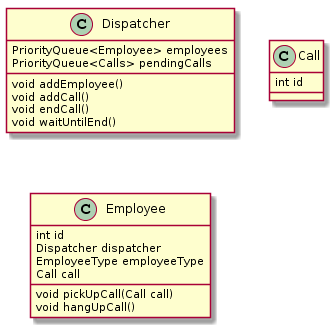 C Dispatcher
PriorityQueue<Employee> employees
PriorityQueue<Calls> pendingCalls
void addEmployee()
void addCall()
void endCall()
void waitUntilEnd()
C Call
int id
C Employee
int id
Dispatcher dispatcher
EmployeeType employeeType
Call call
void pickUpCall(Call call)
void hangUpCall()